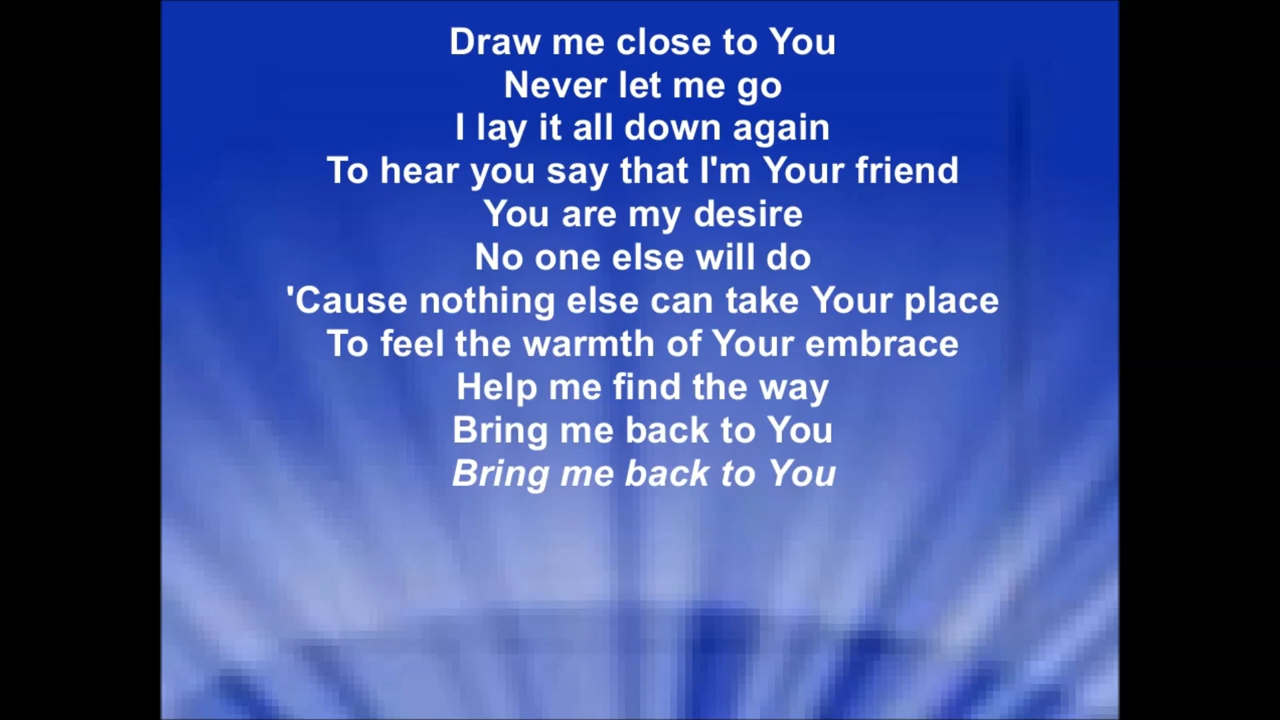 Draw me close to You
Never let me go
I lay it all down again
To hear you say that I'm Your friend
You are my desire
No one else will do
'Cause nothing else can take Your place
To feel the warmth of Your embrace
Help me find the way
Bring me back to You
Bring me back to You